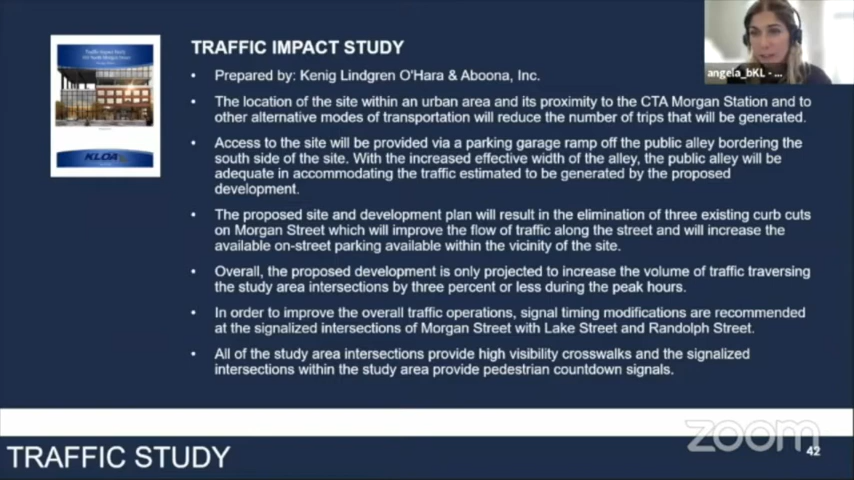 Traffic Impact Study
KLOA
TRAFFIC IMPACT STUDY
• Prepared by: Kenig Lindgren O'Hara & Aboona, Inc.
• The location of the site within an urban area and its proximity to the CTA Morgan Station and to
other alternative modes of transportation will reduce the number of trips that will be generated.
• Access to the site will be provided via a parking garage ramp off the public alley bordering the
south side of the site. With the increased effective width of the alley, the public alley will be
adequate in accommodating the traffic estimated to be generated by the proposed
development.
• The proposed site and development plan will result in the elimination of three existing curb cuts
on Morgan Street which will improve the flow of traffic along the street and will increase the
available on-street parking available within the vicinity of the site.
• Overall, the proposed development is only projected to increase the volume of traffic traversing
the study area intersections by three percent or less during the peak hours.
• In order to improve the overall traffic operations, signal timing modifications are recommended
at the signalized intersections of Morgan Street with Lake Street and Randolph Street.
• All of the study area intersections provide high visibility crosswalks and the signalized
intersections within the study area provide pedestrian countdown signals.
angela_bKL - ...
zoom
42
TRAFFIC STUDY